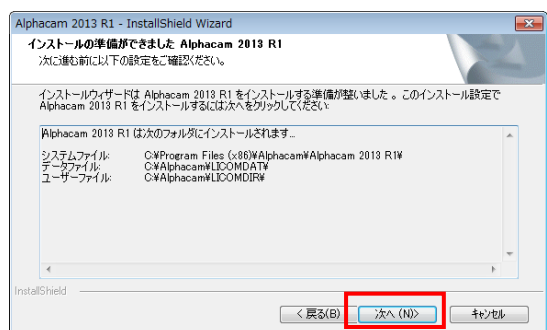 Alphacam 2013 R1 - InstallShield Wizard
インストールの準備ができました Alphacam 2013 R1
次に進む前に以下の設定をご確認ください。
インストールウィザードは Alphacam 2013 R1 をインストールする準備が整いました 。このインストール設定で
Alphacam 2013 R1 をインストールするには次へをクリックしてください:
Alphacam 2013 R1 は次のフォルダにインストールされます...
システムファイル: C:¥Program Files (x86)¥Alphacam¥Alphacam 2013 R1¥
データファイル: C:¥Alphacam¥LICOMDAT¥
ユーザーファイル: C:¥Alphacam¥LICOMDIR¥
InstallShield
< 戻る(B) 次へ (N)> キャンセル